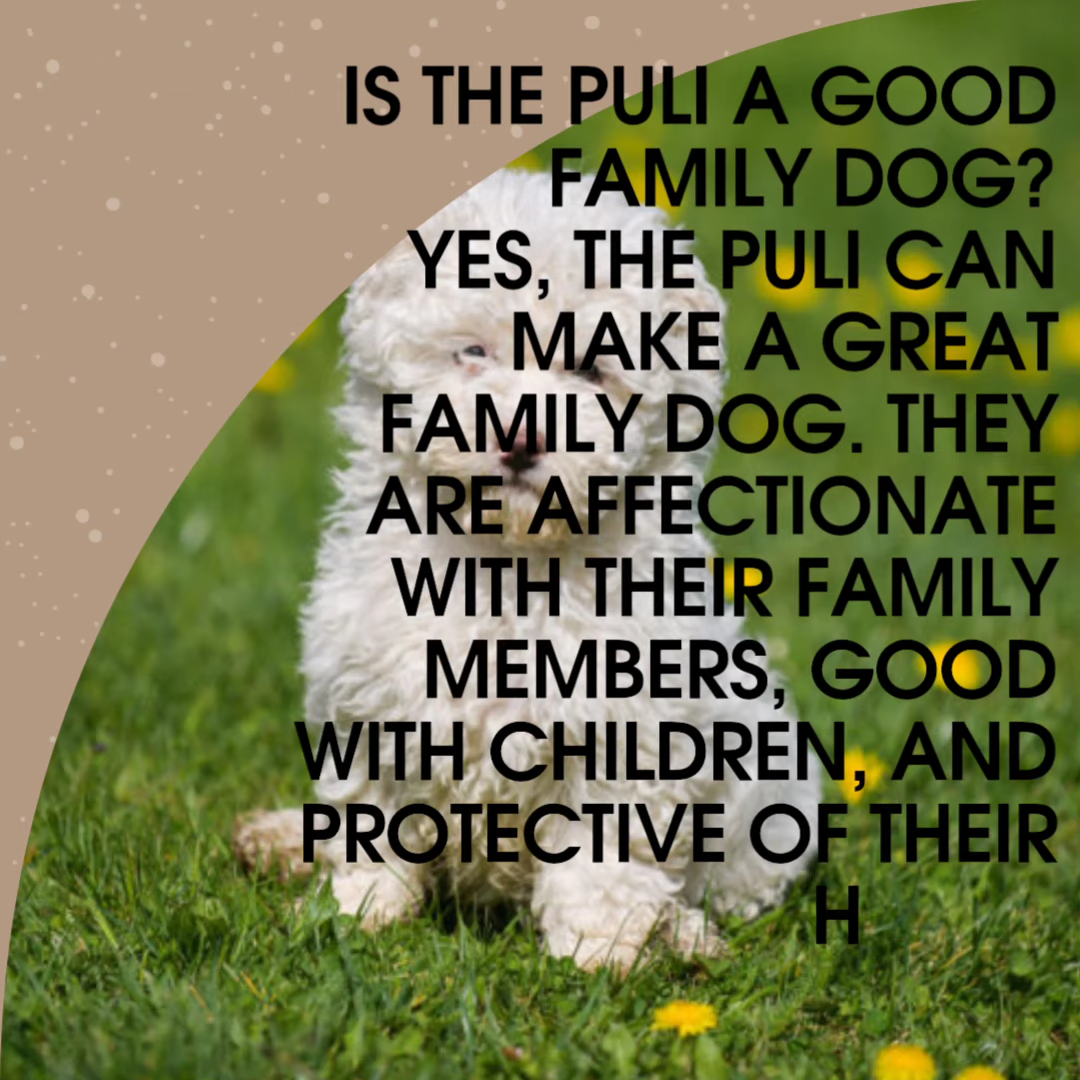 IS THE PULI A GOOD
FAMILY DOG?
YES, THE PULI CAN
MAKE A GREAT
FAMILY DOG. THEY
ARE AFFECTIONATE
WITH THEIR FAMILY
MEMBERS, GOOD
WITH CHILDREN, AND
PROTECTIVE OF THEIR
H